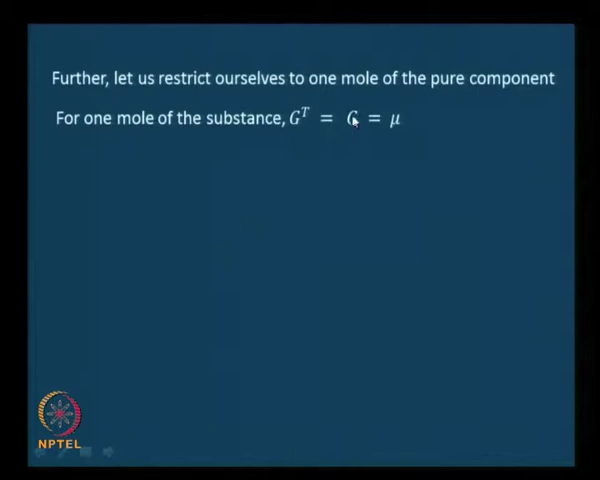 Further, let us restrict ourselves to one mole of the pure component
For one mole of the substance, Gᵀ = G = μ
NPTEL